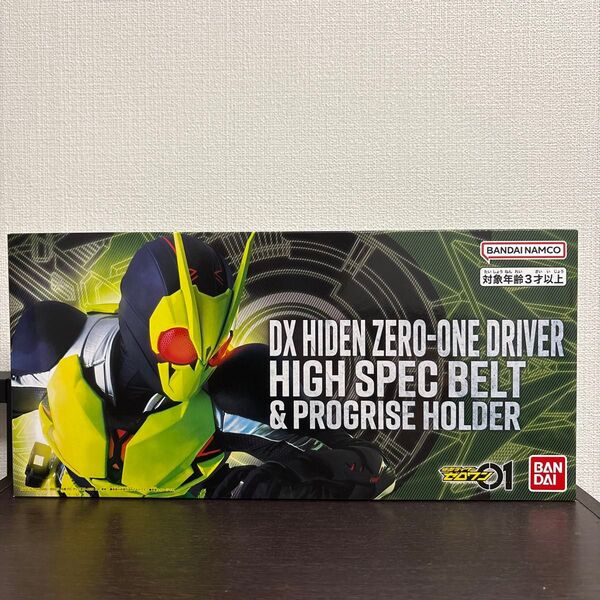 BANDAI NAMCO
たい しょう ねん れい さい い じょう
対象年齢3才以上
DX HIDEN ZERO-ONE DRIVER
HIGH SPEC BELT
& PROGRISE HOLDER
仮面ライダー
ゼロワン 01
BAN
DAI